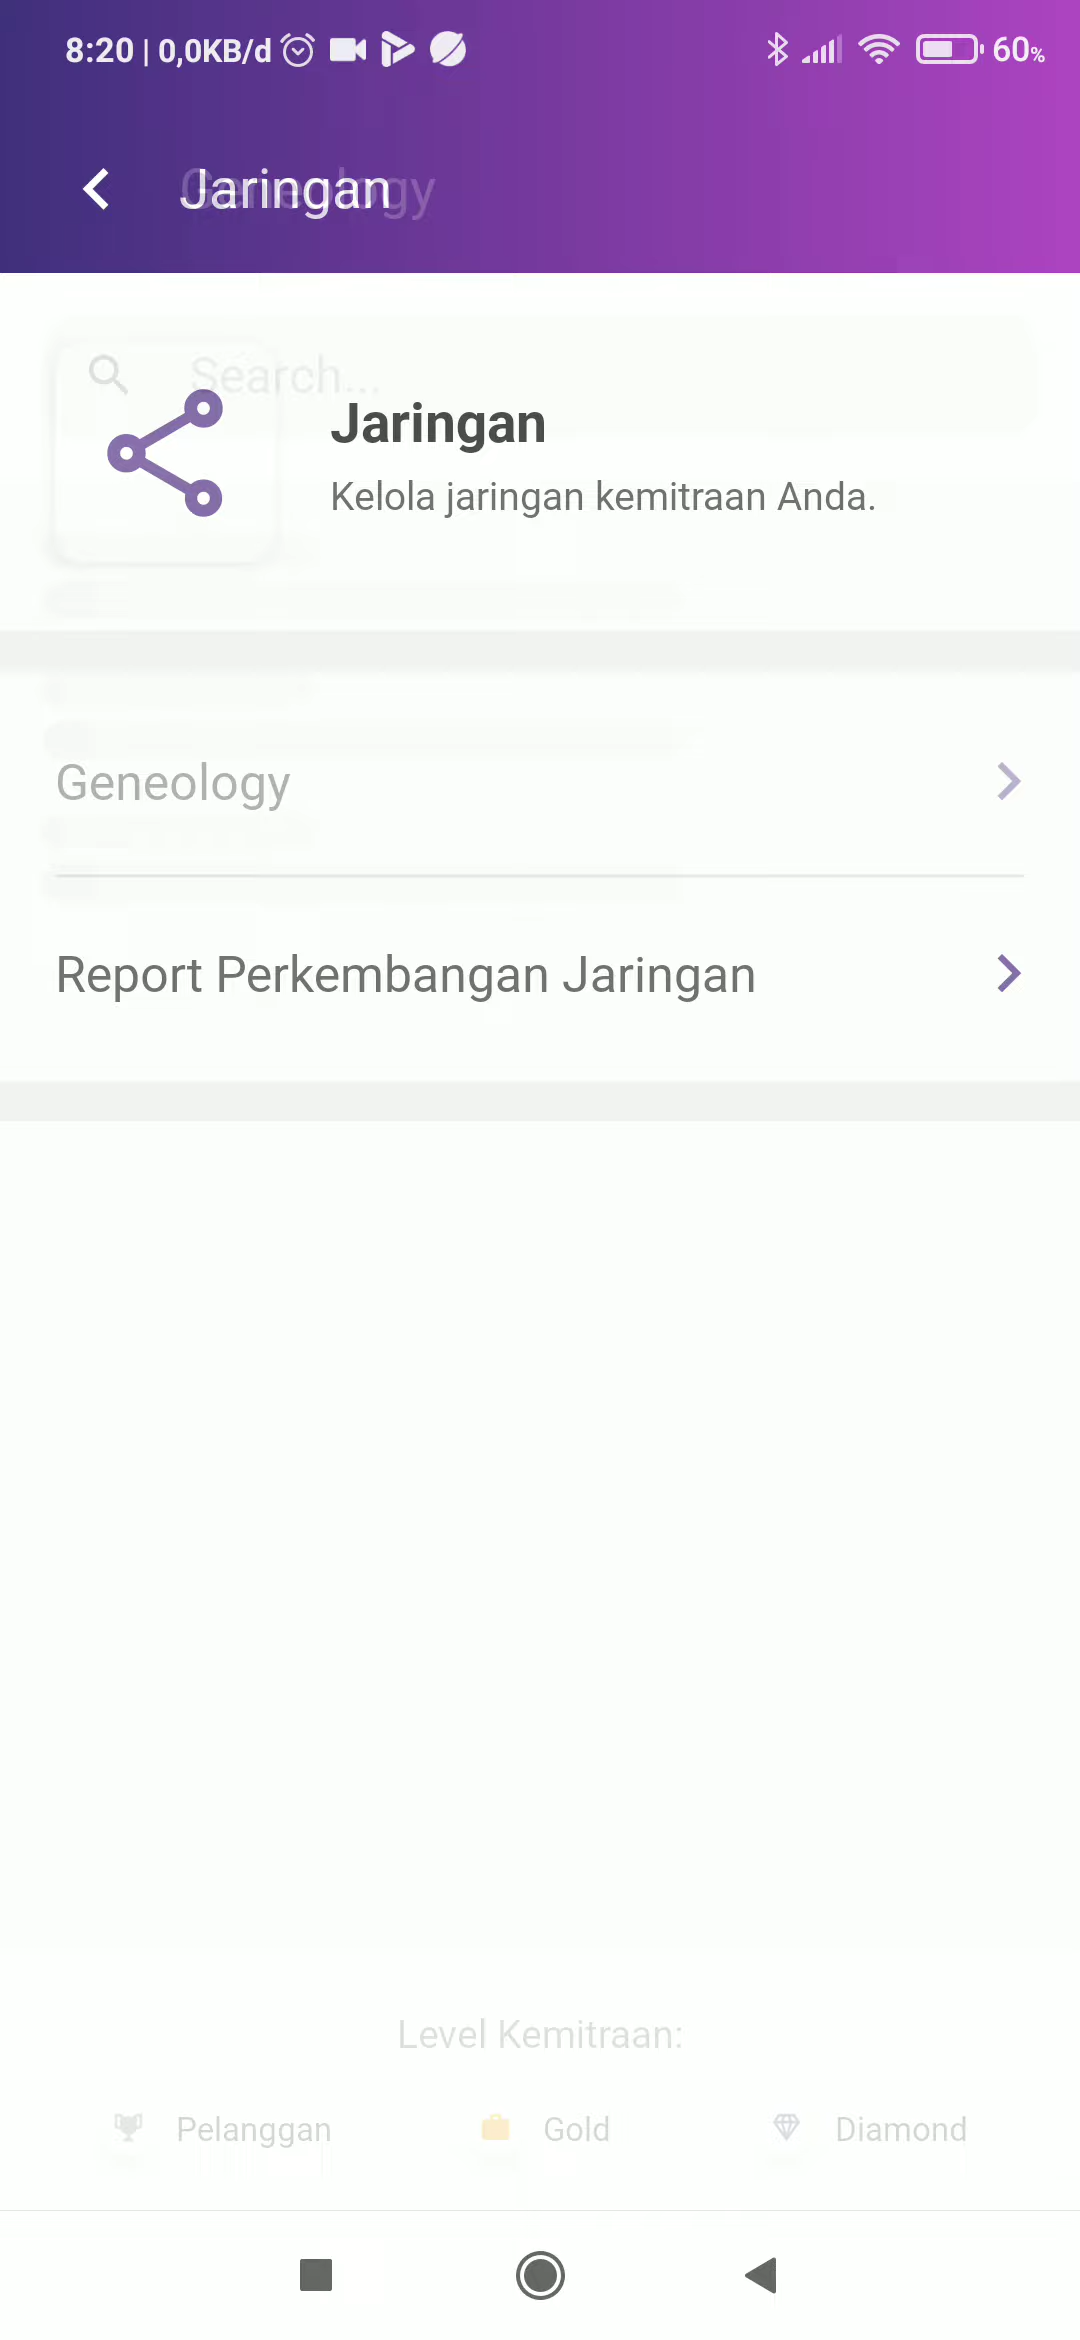 8:20 | 0,0KB/d 60%
Jaringan
Geneology
Search...
Jaringan
Kelola jaringan kemitraan Anda.
Geneology
Report Perkembangan Jaringan
Level Kemitraan:
Pelanggan Gold Diamond